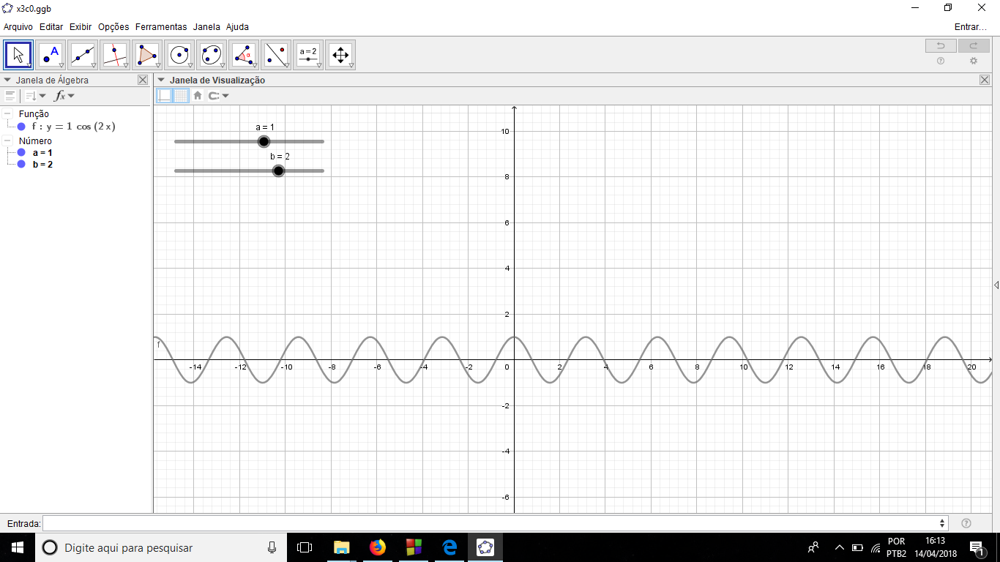 x3c0.ggb
Arquivo Editar Exibir Opções Ferramentas Janela Ajuda
Entrar...
A
α
a = 2
Janela de Álgebra
Janela de Visualização
fx
Função
f : y = 1 cos (2 x)
Número
a = 1
b = 2
a = 1
b = 2
10
8
6
4
2
f
-14 -12 -10 -8 -6 -4 -2 0 2 4 6 8 10 12 14 16 18 20
-2
-4
-6
Entrada:
Digite aqui para pesquisar
POR
PTB2
16:13
14/04/2018
1